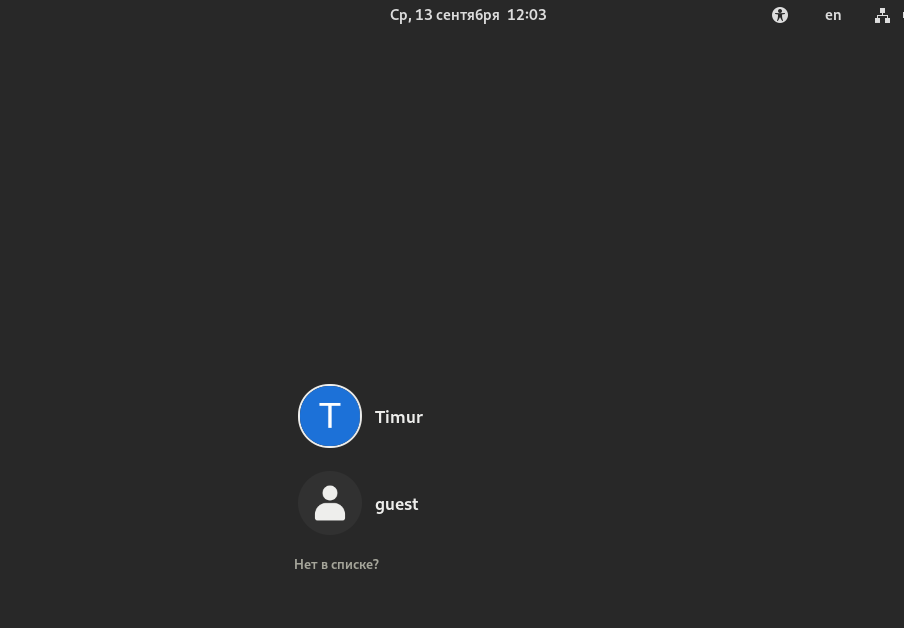 Ср, 13 сентября 12:03
en
T
Timur
guest
Нет в списке?